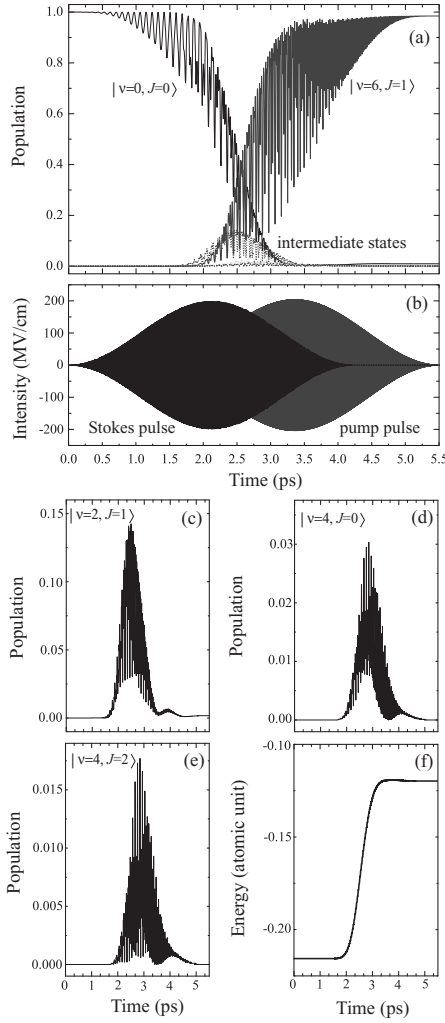 1.0
(a)
0.8
| ν=0, J=0⟩
| ν=6, J=1⟩
0.6
Population
0.4
0.2
intermediate states
0.0
200
(b)
100
0
Intensity (MV/cm)
-100
-200
Stokes pulse
pump pulse
0.0 0.5 1.0 1.5 2.0 2.5 3.0 3.5 4.0 4.5 5.0 5.5
Time (ps)
0.15
| ν=2, J=1⟩
(c)
0.10
Population
0.05
0.00
(d)
| ν=4, J=0⟩
0.03
0.02
Population
0.01
0.00
| ν=4, J=2⟩
(e)
0.015
0.010
Population
0.005
0.000
0 1 2 3 4 5
Time (ps)
-0.10
(f)
-0.15
Energy (atomic unit)
-0.20
0 1 2 3 4 5
Time (ps)